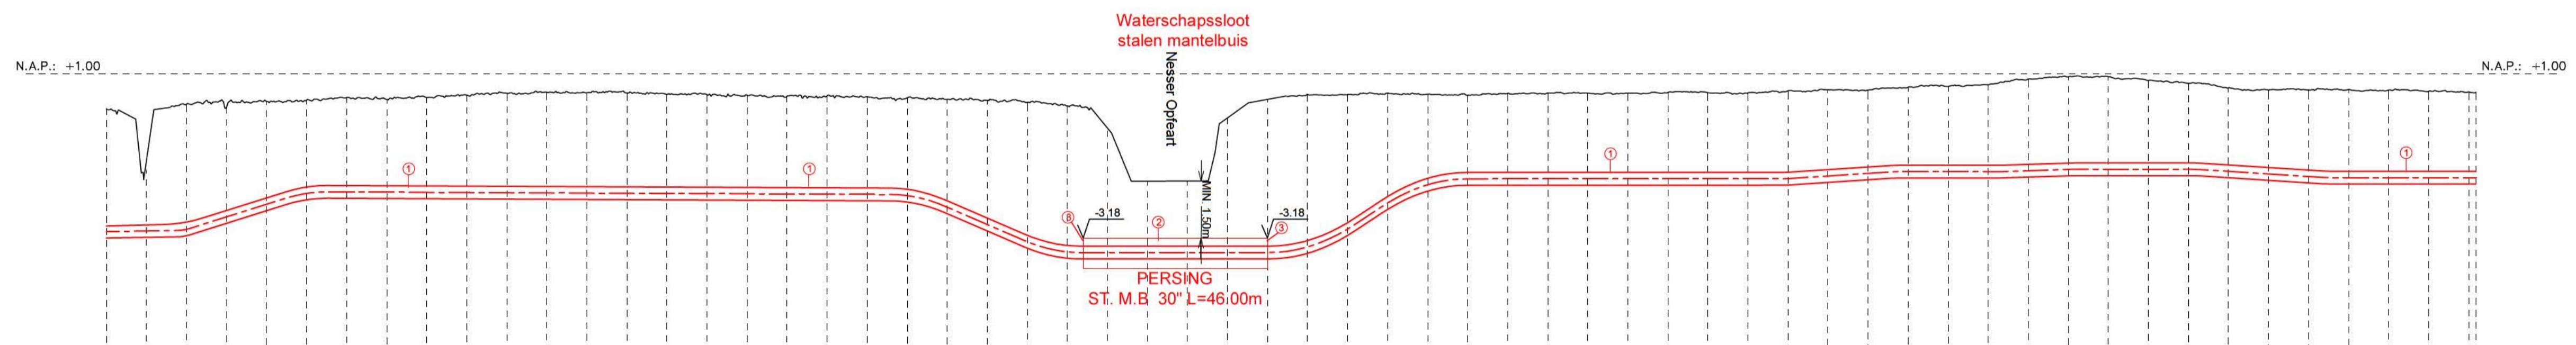 Waterschapssloot
stalen mantelbuis
N.A.P.: +1.00
N.A.P.: +1.00
Nesser Opfeart
1
1
1
1
MIN. 1.50m
8
-3.18
2
-3.18
3
PERSING
ST. M.B 30" L=46.00m